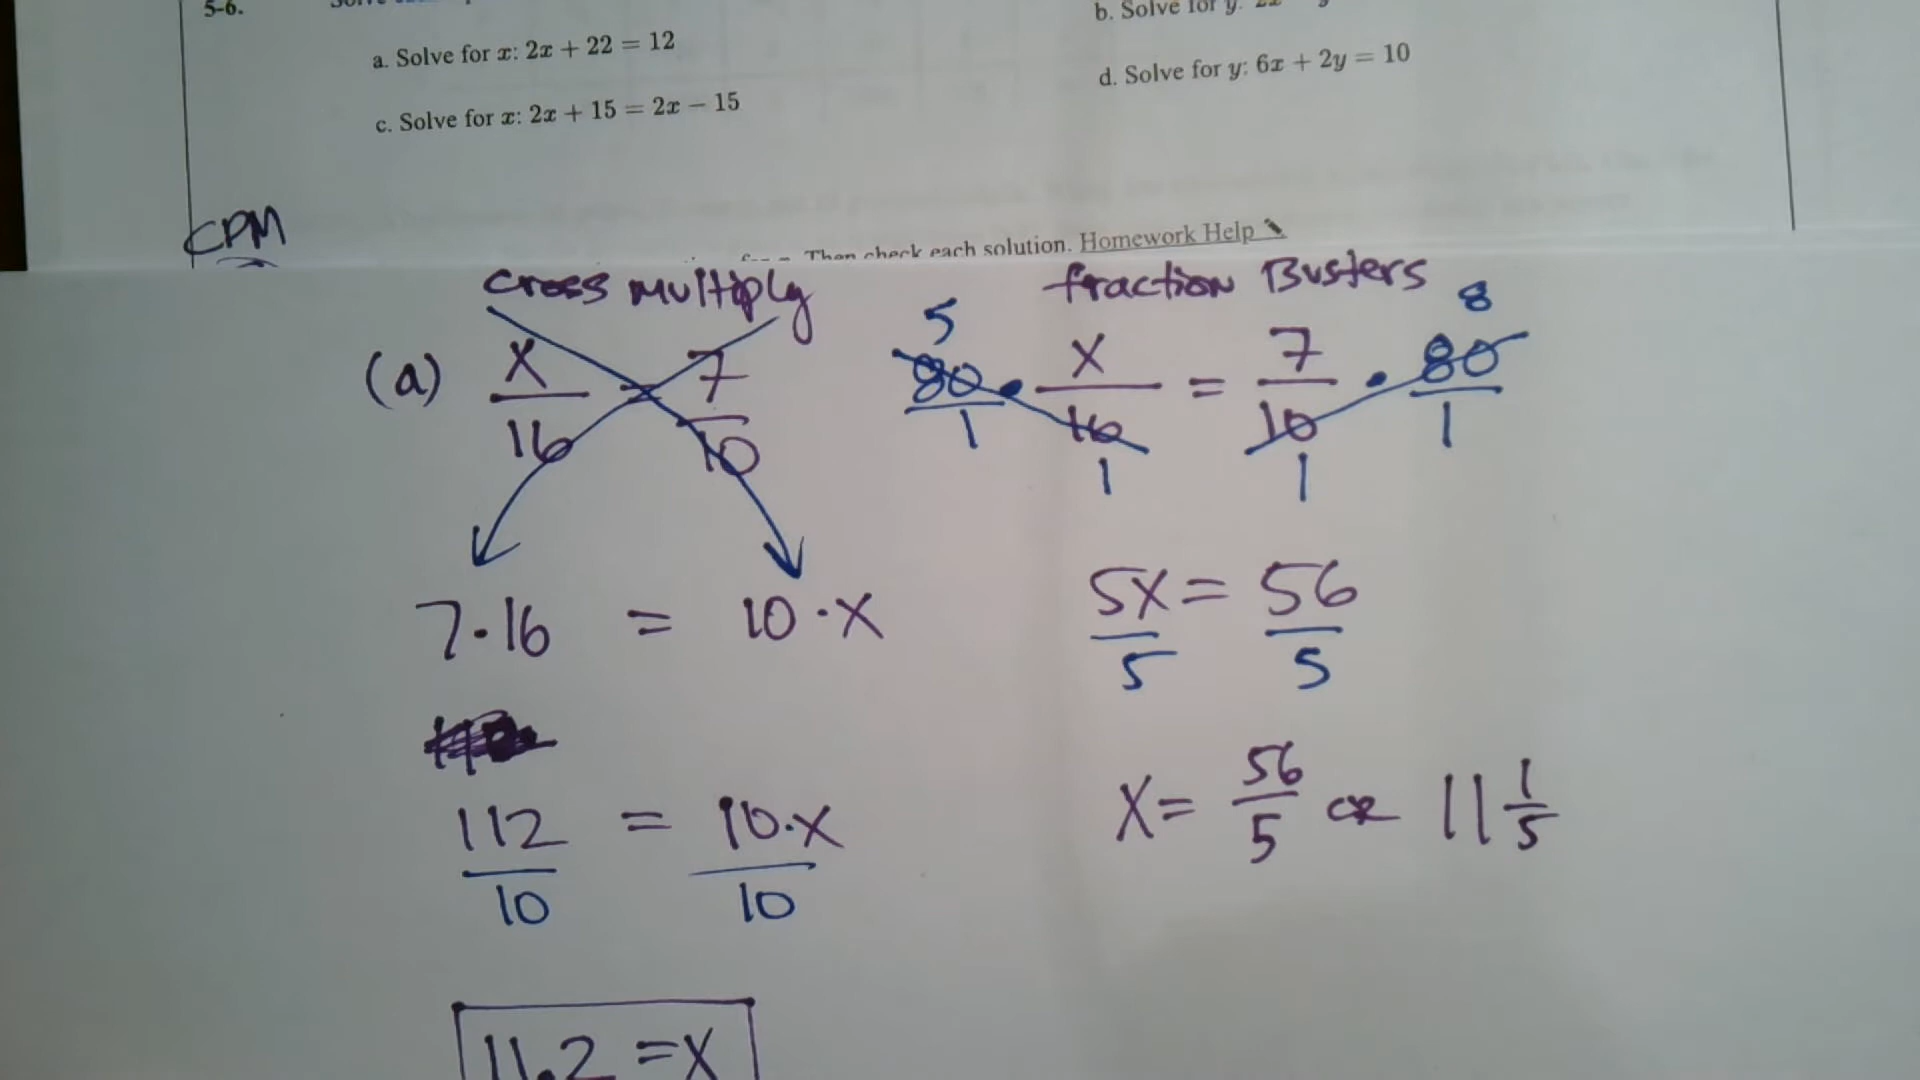 5-6.
b. Solve for y:
a. Solve for x: 2x + 22 = 12
d. Solve for y: 6x + 2y = 10
c. Solve for x: 2x + 15 = 2x − 15
CPM
Then check each solution. Homework Help ✎
Cross Multiply
fraction Busters
(a) x/16 = 7/10
5
8
80/1 • x/16 = 7/10 • 80/1
1
1
7·16 = 10·x
5x/5 = 56/5
112/10 = 10·x/10
x = 56/5 or 11 1/5
11.2 = x